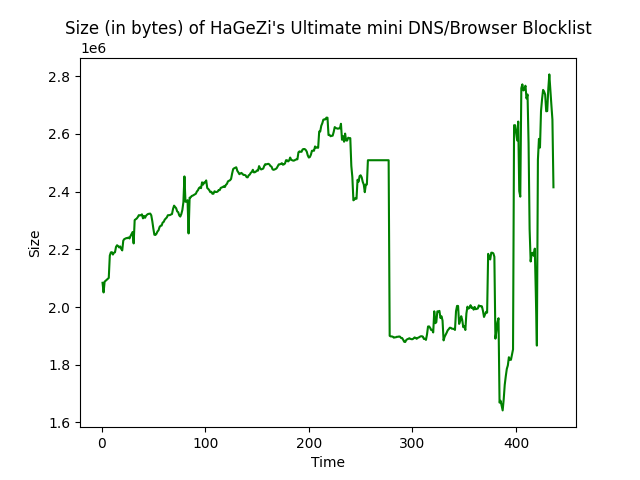 Size (in bytes) of HaGeZi's Ultimate mini DNS/Browser Blocklist
1e6
2.8
2.6
2.4
2.2
2.0
1.8
1.6
Size
0 100 200 300 400
Time